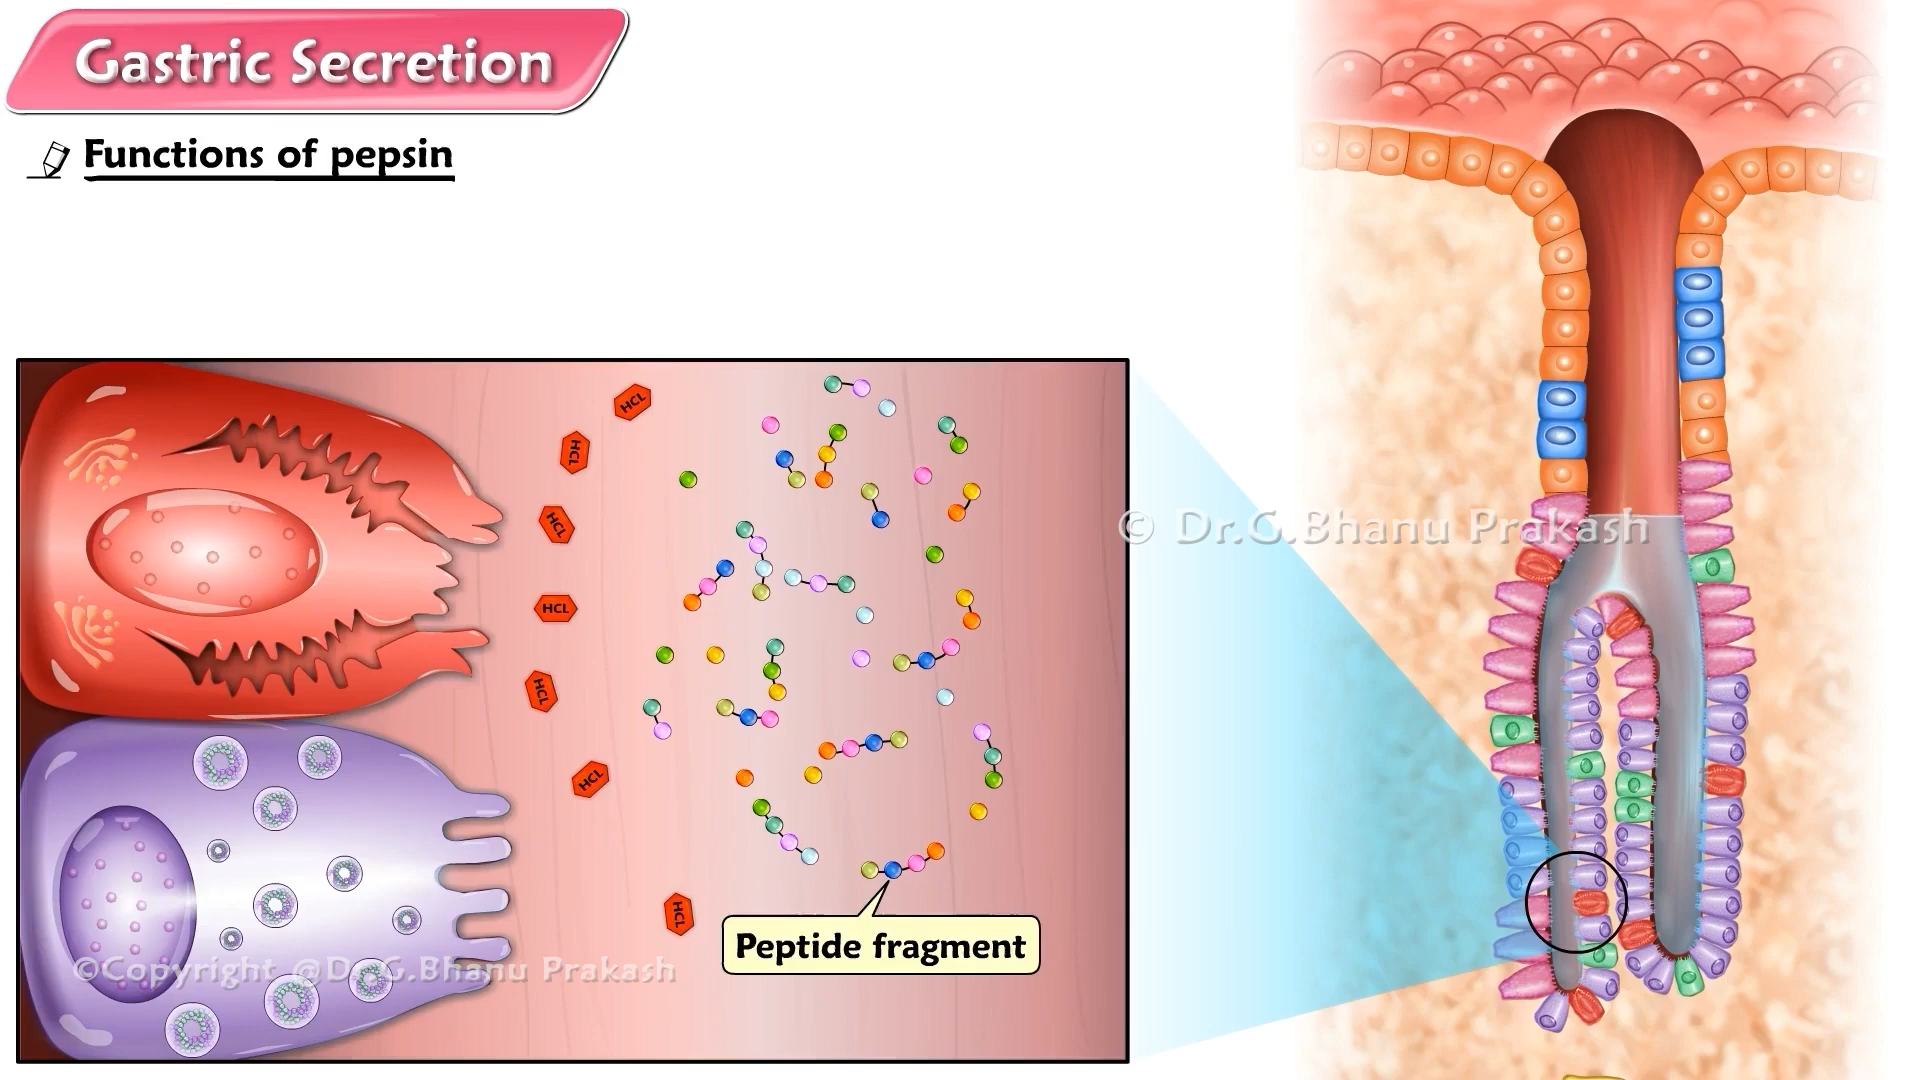 Gastric Secretion
Functions of pepsin
HCL
HCL
HCL
HCL
HCL
HCL
HCL
Peptide fragment
© Dr.G.Bhanu Prakash
©Copyright @Dr.G.Bhanu Prakash